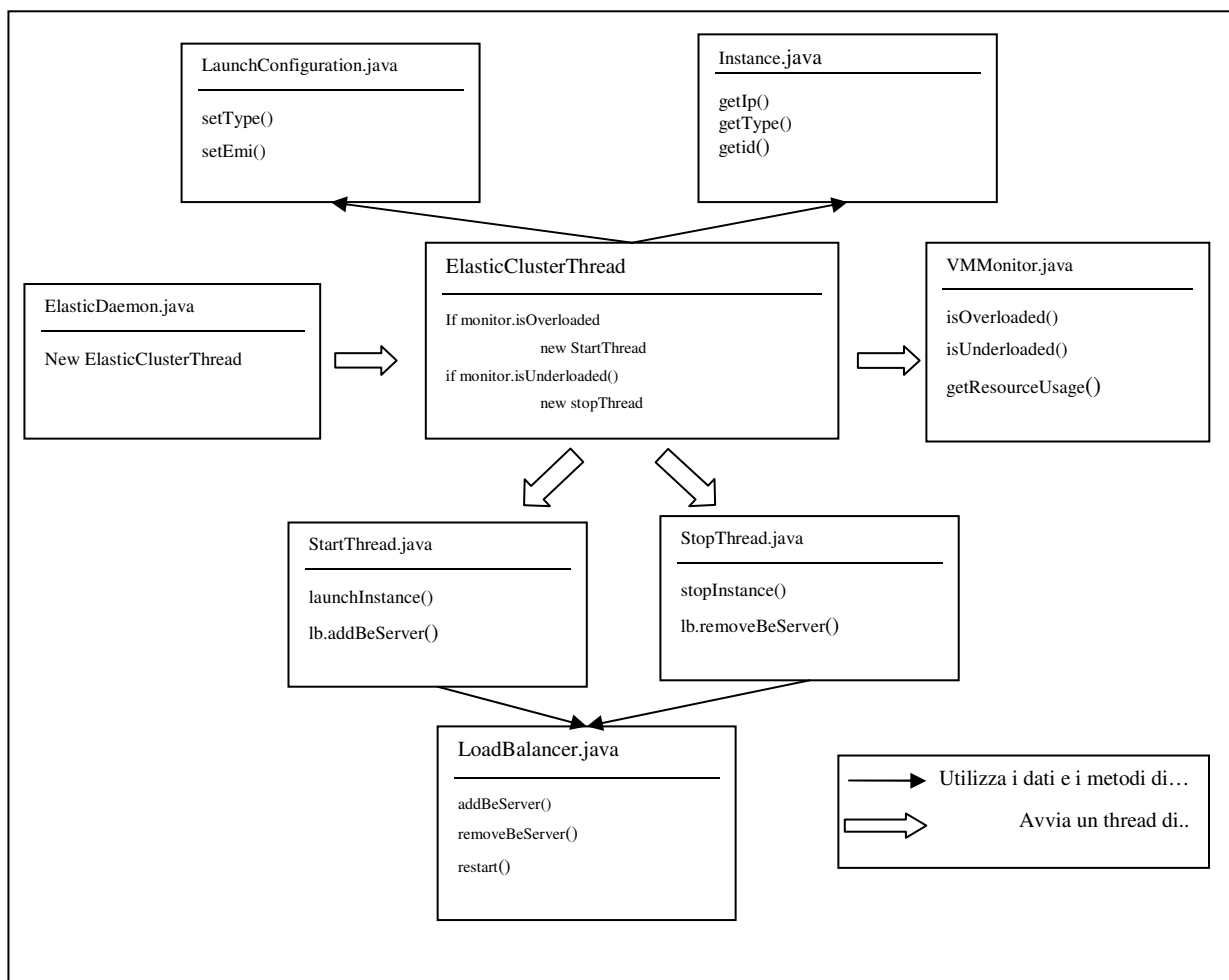 LaunchConfiguration.java
setType()
setEmi()
Instance.java
getIp()
getType()
getid()
ElasticDaemon.java
New ElasticClusterThread
ElasticClusterThread
If monitor.isOverloaded
new StartThread
if monitor.isUnderloaded()
new stopThread
VMMonitor.java
isOverloaded()
isUnderloaded()
getResourceUsage()
StartThread.java
launchInstance()
lb.addBeServer()
StopThread.java
stopInstance()
lb.removeBeServer()
LoadBalancer.java
addBeServer()
removeBeServer()
restart()
Utilizza i dati e i metodi di…
Avvia un thread di..